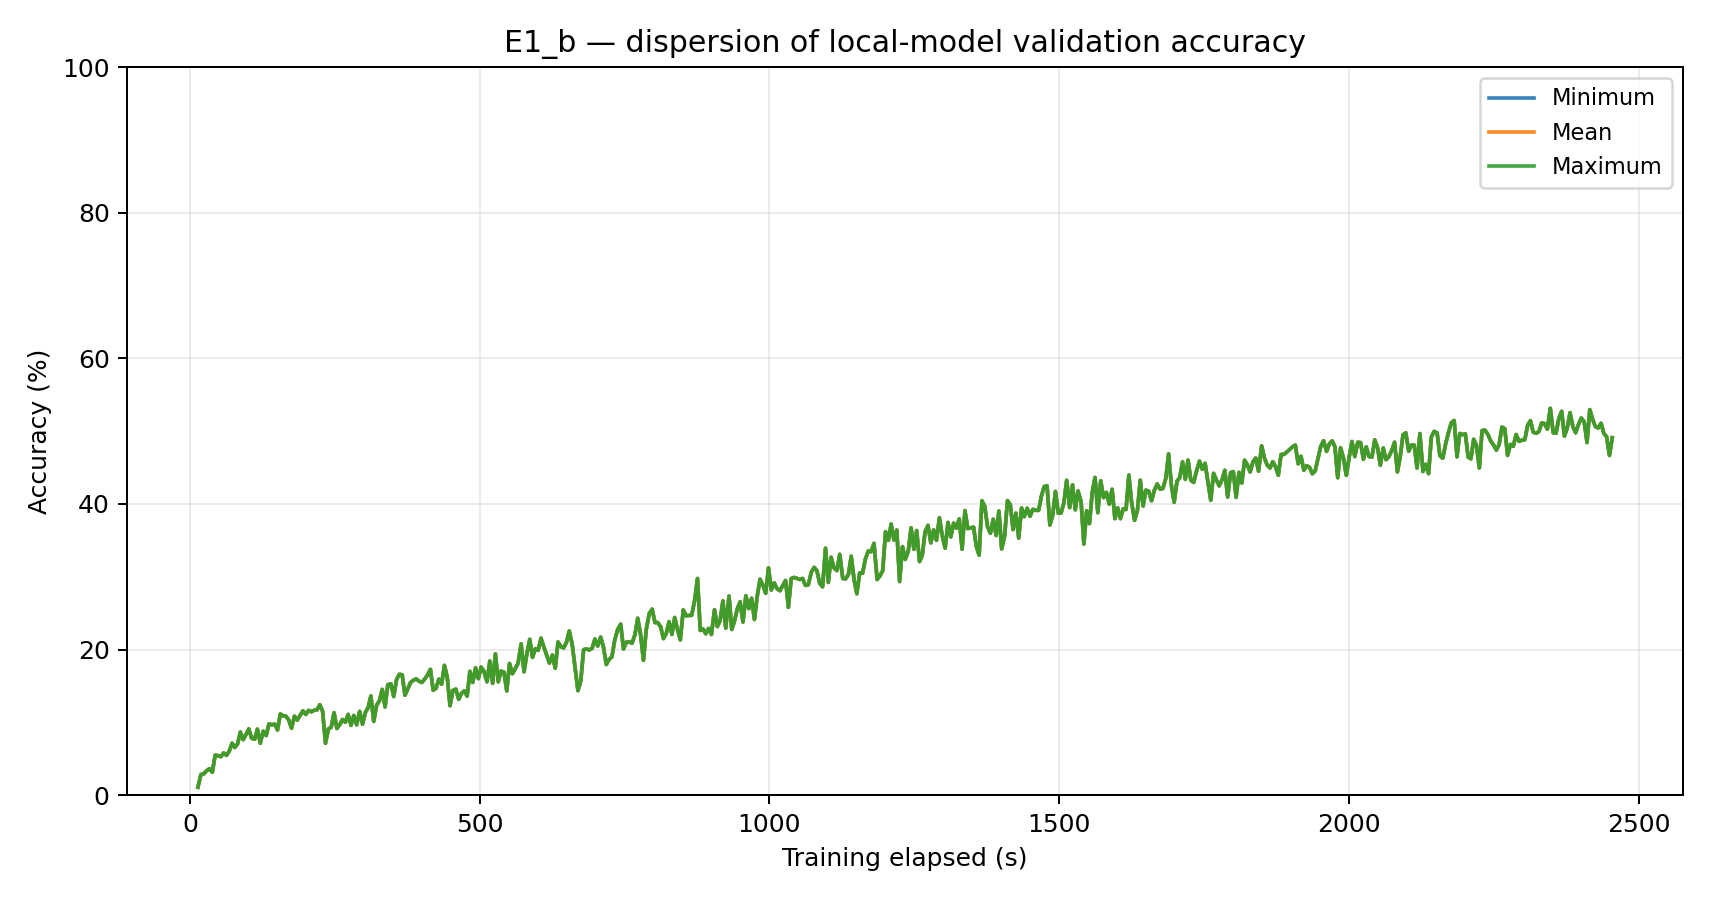 E1_b — dispersion of local-model validation accuracy
100
80
60
40
20
0
Accuracy (%)
Minimum
Mean
Maximum
0 500 1000 1500 2000 2500
Training elapsed (s)